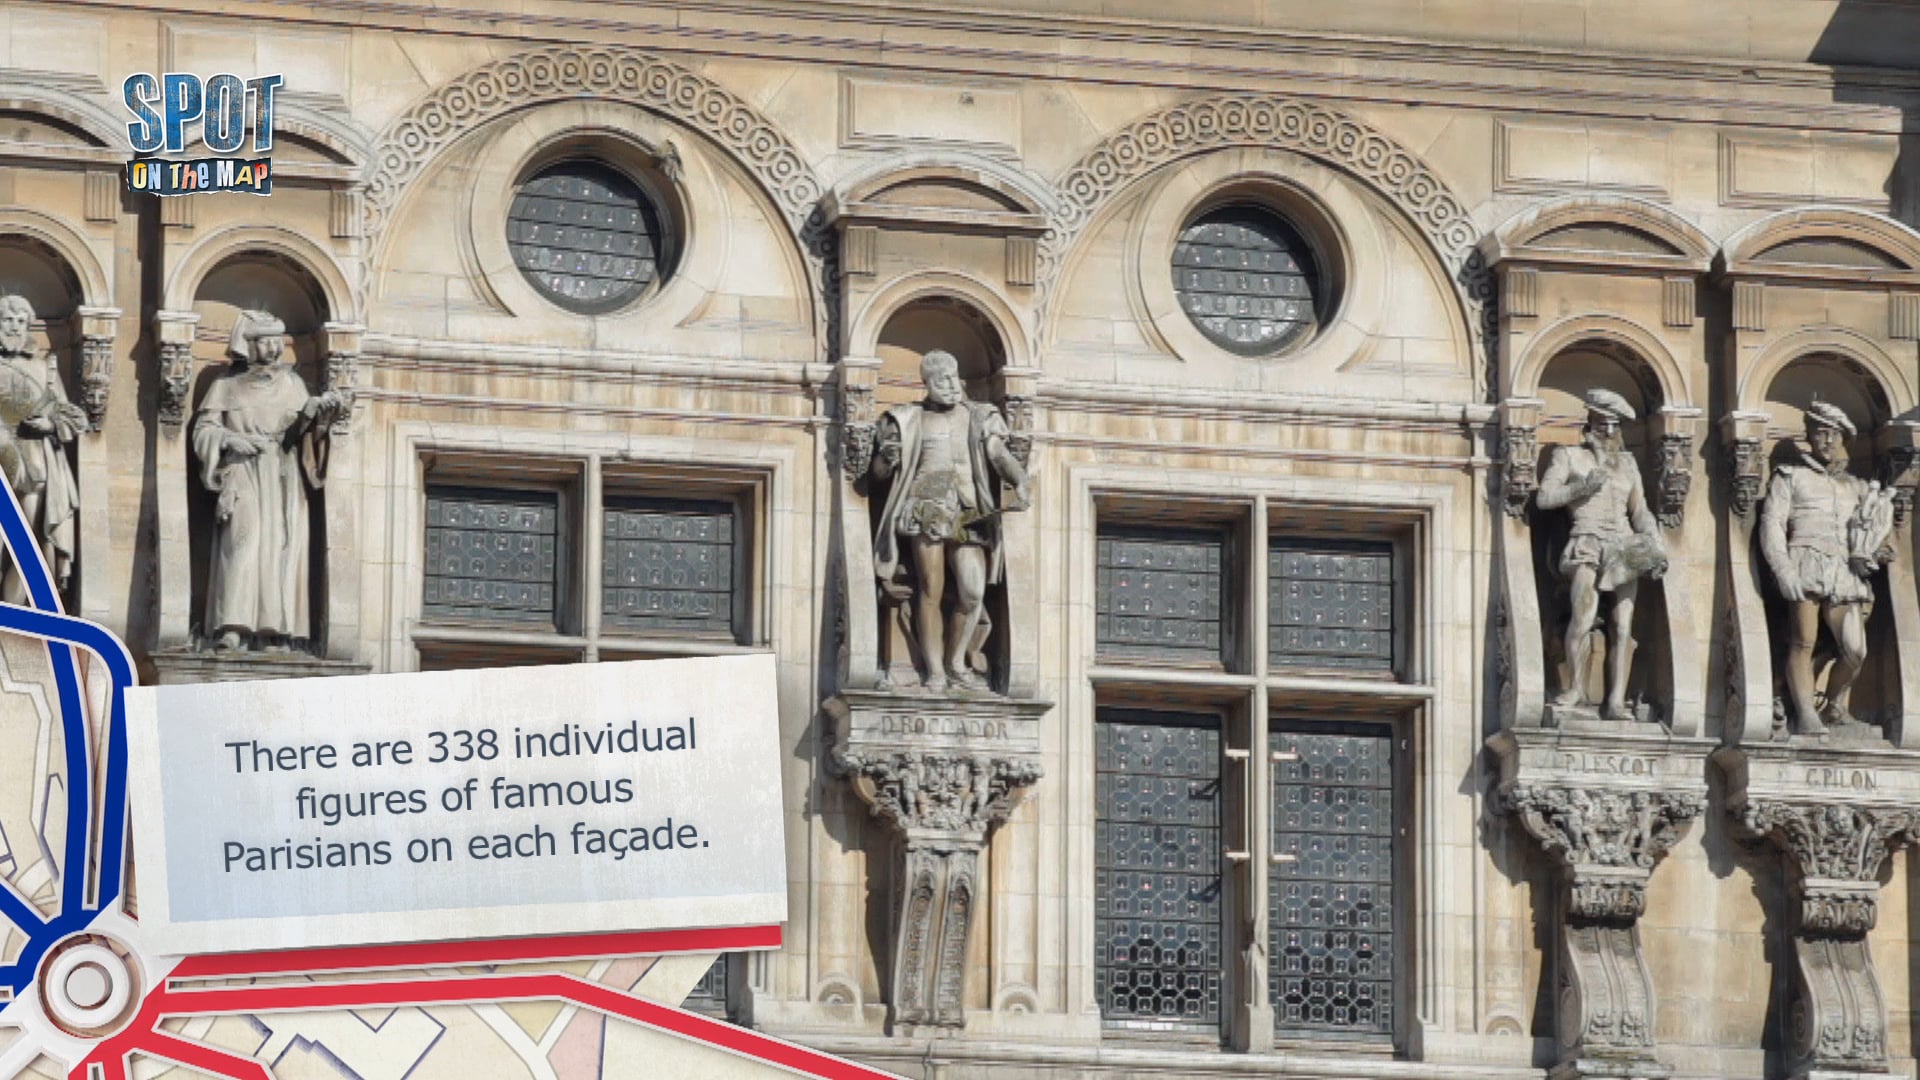 SPOT
ON THe MAP
D. BOCCADOR
P. LESCOT
G. PILON
There are 338 individual
figures of famous
Parisians on each façade.